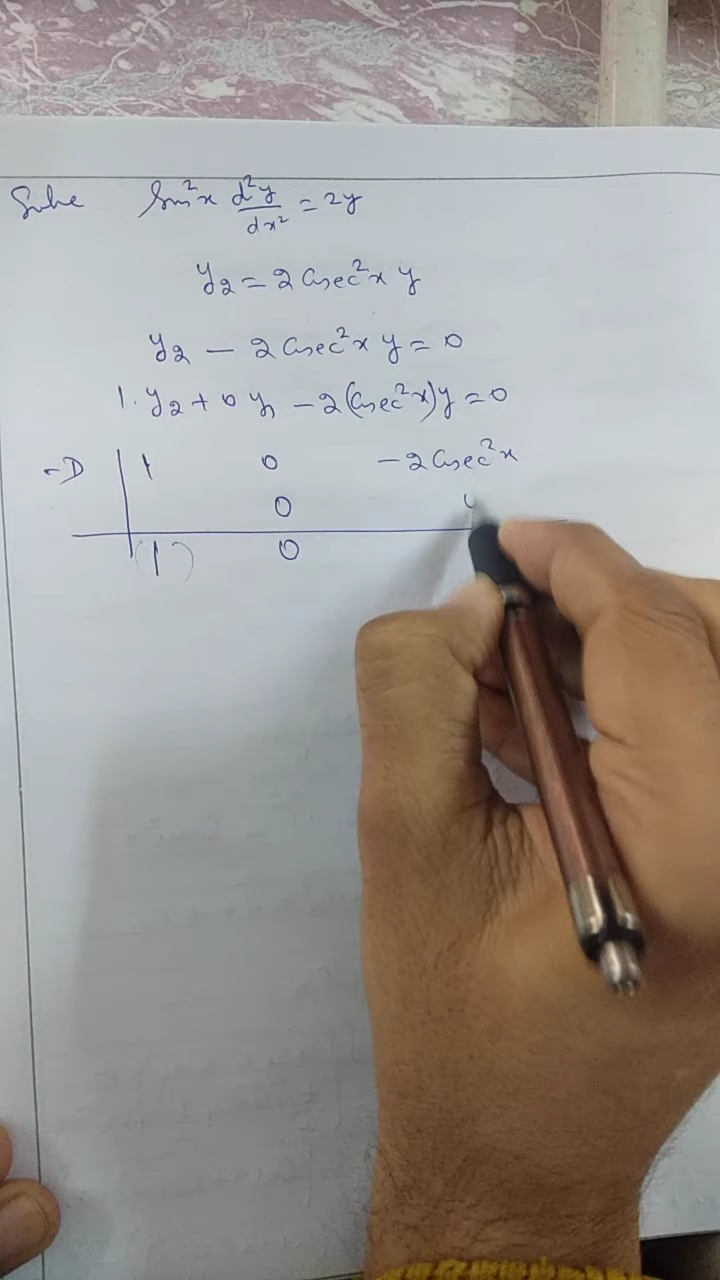 Solve sin²x d²y/dx² = 2y
y₂ = 2 cosec²x y
y₂ − 2 cosec²x y = 0
1. y₂ + 0 y₁ − 2(cosec²x)y = 0
-D | 1 0 − 2 cosec²x
0
(1) 0